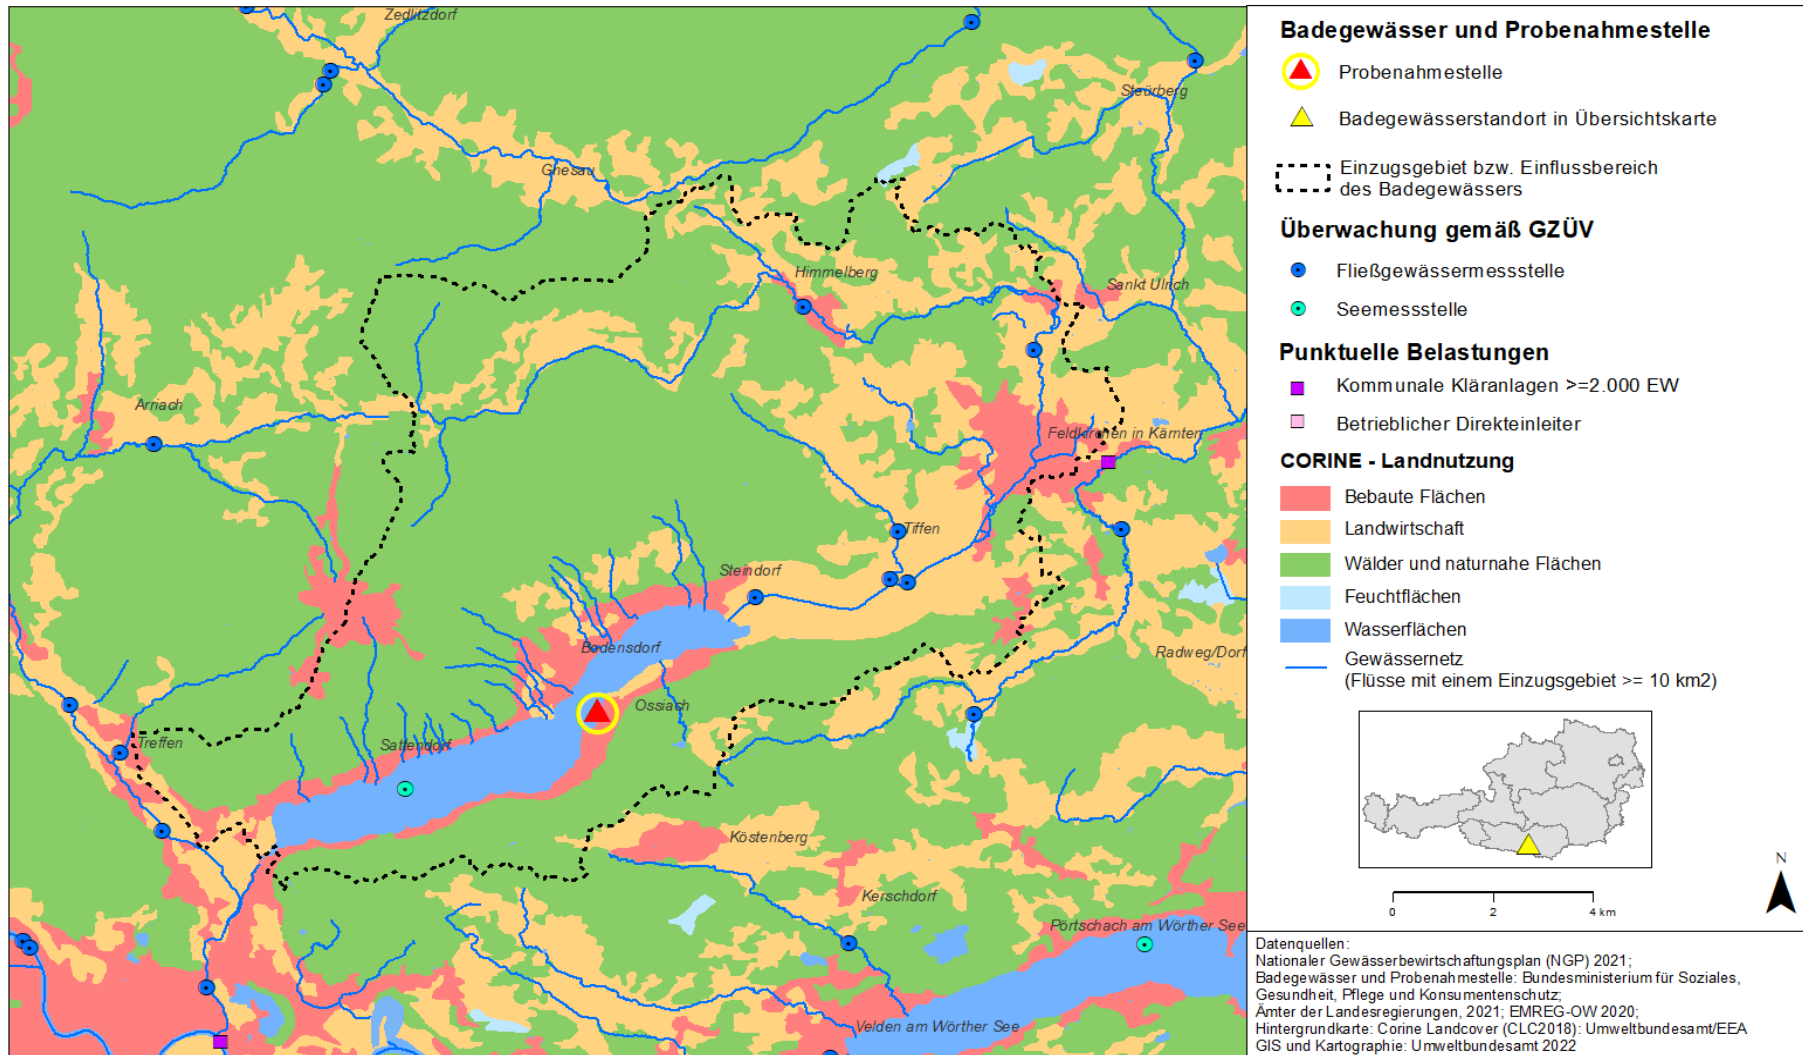 Zedlitzdorf
Steürberg
Gnesau
Himmelberg
Sankt Ulrich
Arriach
Feldkirchen in Kärnten
Tiffen
Steindorf
Bodensdorf
Radweg/Dorf
Ossiach
Treffen
Sattendorf
Köstenberg
Kerschdorf
Pörtschach am Wörther See
Velden am Wörther See
Badegewässer und Probenahmestelle
Probenahmestelle
Badegewässerstandort in Übersichtskarte
Einzugsgebiet bzw. Einflussbereich
des Badegewässers
Überwachung gemäß GZÜV
Fließgewässermessstelle
Seemessstelle
Punktuelle Belastungen
Kommunale Kläranlagen >=2.000 EW
Betrieblicher Direkteinleiter
CORINE - Landnutzung
Bebaute Flächen
Landwirtschaft
Wälder und naturnahe Flächen
Feuchtflächen
Wasserflächen
Gewässernetz
(Flüsse mit einem Einzugsgebiet >= 10 km2)
N
0 2 4 km
Datenquellen:
Nationaler Gewässerbewirtschaftungsplan (NGP) 2021;
Badegewässer und Probenahmestelle: Bundesministerium für Soziales,
Gesundheit, Pflege und Konsumentenschutz;
Ämter der Landesregierungen, 2021; EMREG-OW 2020;
Hintergrundkarte: Corine Landcover (CLC2018): Umweltbundesamt/EEA
GIS und Kartographie: Umweltbundesamt 2022